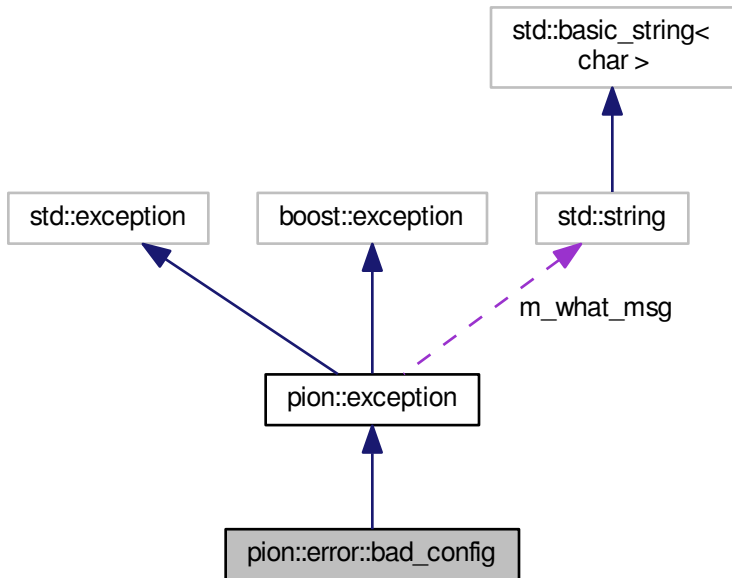 std::basic_string<
char >
std::exception
boost::exception
std::string
m_what_msg
pion::exception
pion::error::bad_config